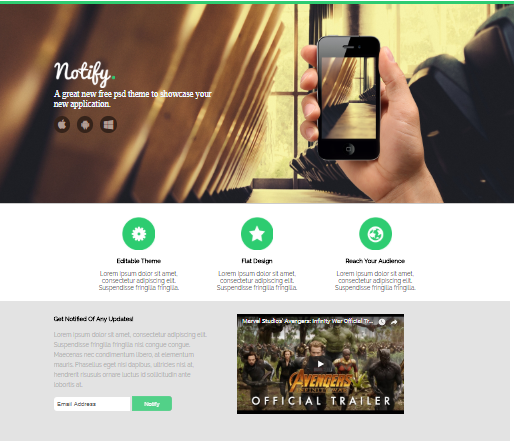 Notify.
A great new free psd theme to showcase your
new application.
Editable Theme
Flat Design
Reach Your Audience
Lorem ipsum dolor sit amet,
consectetur adipiscing elit.
Suspendisse fringilla fringilla.
Lorem ipsum dolor sit amet,
consectetur adipiscing elit.
Suspendisse fringilla fringilla.
Lorem ipsum dolor sit amet,
consectetur adipiscing elit.
Suspendisse fringilla fringilla.
Get Notified Of Any Updates!
Lorem ipsum dolor sit amet, consectetur adipiscing elit.
Suspendisse fringilla fringilla nisl congue congue.
Maecenas nec condimentum libero, at elementum
mauris. Phasellus eget nisi dapibus, ultricies nisl at,
hendrerit risusuis ornare luctus id sollicitudin ante
lobortis at.
Email Address
Notify
Marvel Studios' Avengers: Infinity War Official Tr...
AVENGERS
INFINITY WAR
OFFICIAL TRAILER